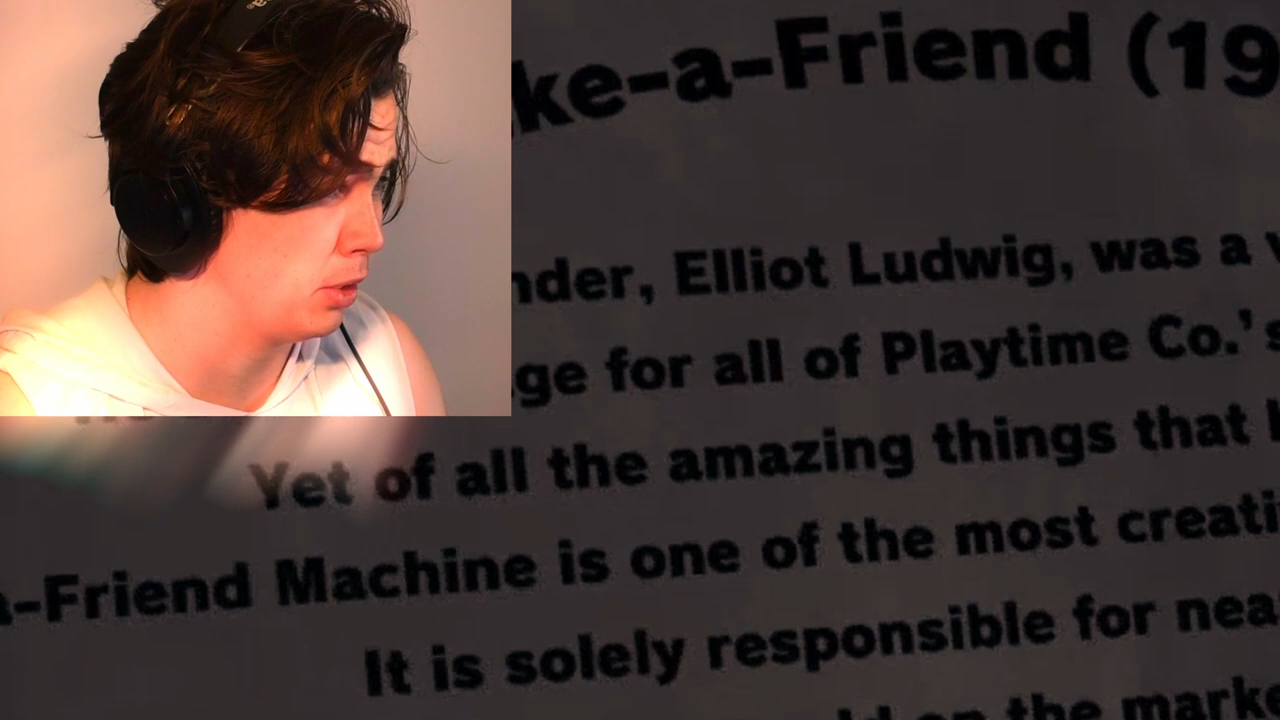 ke-a-Friend (19
nder, Elliot Ludwig, was a
ge for all of Playtime Co.'s
Yet of all the amazing things that
a-Friend Machine is one of the most creati
It is solely responsible for nea
on the marke